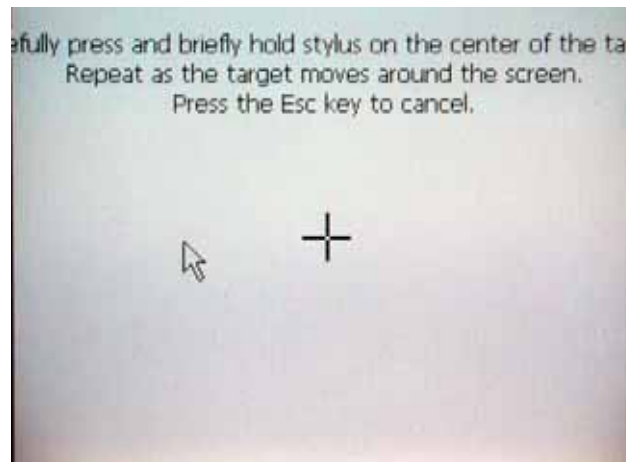 efully press and briefly hold stylus on the center of the ta
Repeat as the target moves around the screen.
Press the Esc key to cancel.